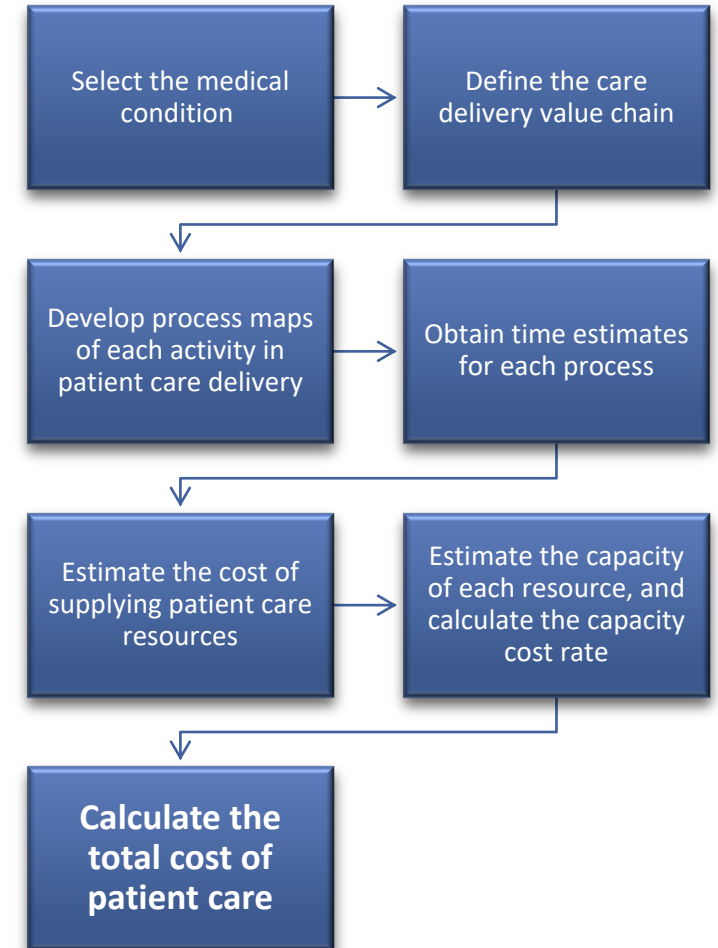 Select the medical
condition
Define the care
delivery value chain
Develop process maps
of each activity in
patient care delivery
Obtain time estimates
for each process
Estimate the cost of
supplying patient care
resources
Estimate the capacity
of each resource, and
calculate the capacity
cost rate
Calculate the
total cost of
patient care